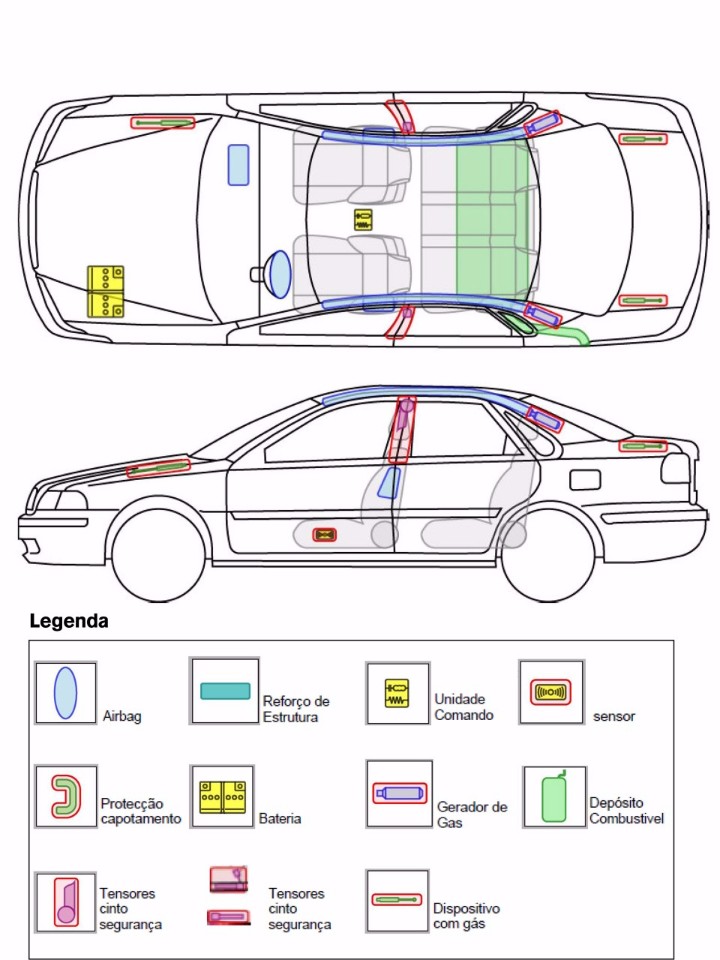 Legenda
Airbag
Reforço de
Estrutura
Unidade
Comando
sensor
Protecção
capotamento
Bateria
Gerador de
Gas
Depósito
Combustivel
Tensores
cinto
segurança
Tensores
cinto
segurança
Dispositivo
com gás